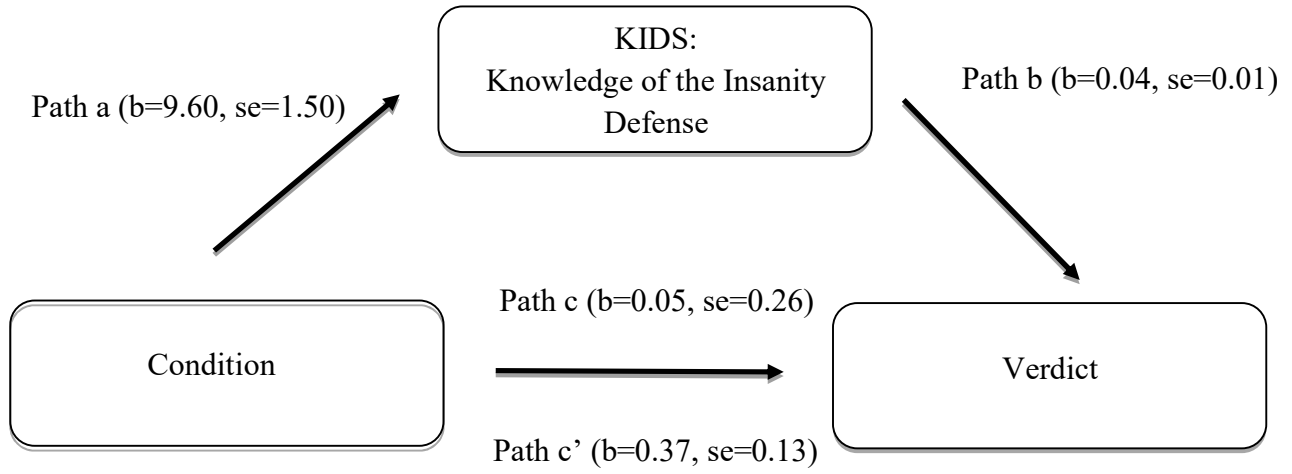 KIDS:
Knowledge of the Insanity
Defense
Path a (b=9.60, se=1.50)
Path b (b=0.04, se=0.01)
Path c (b=0.05, se=0.26)
Condition
Verdict
Path c’ (b=0.37, se=0.13)